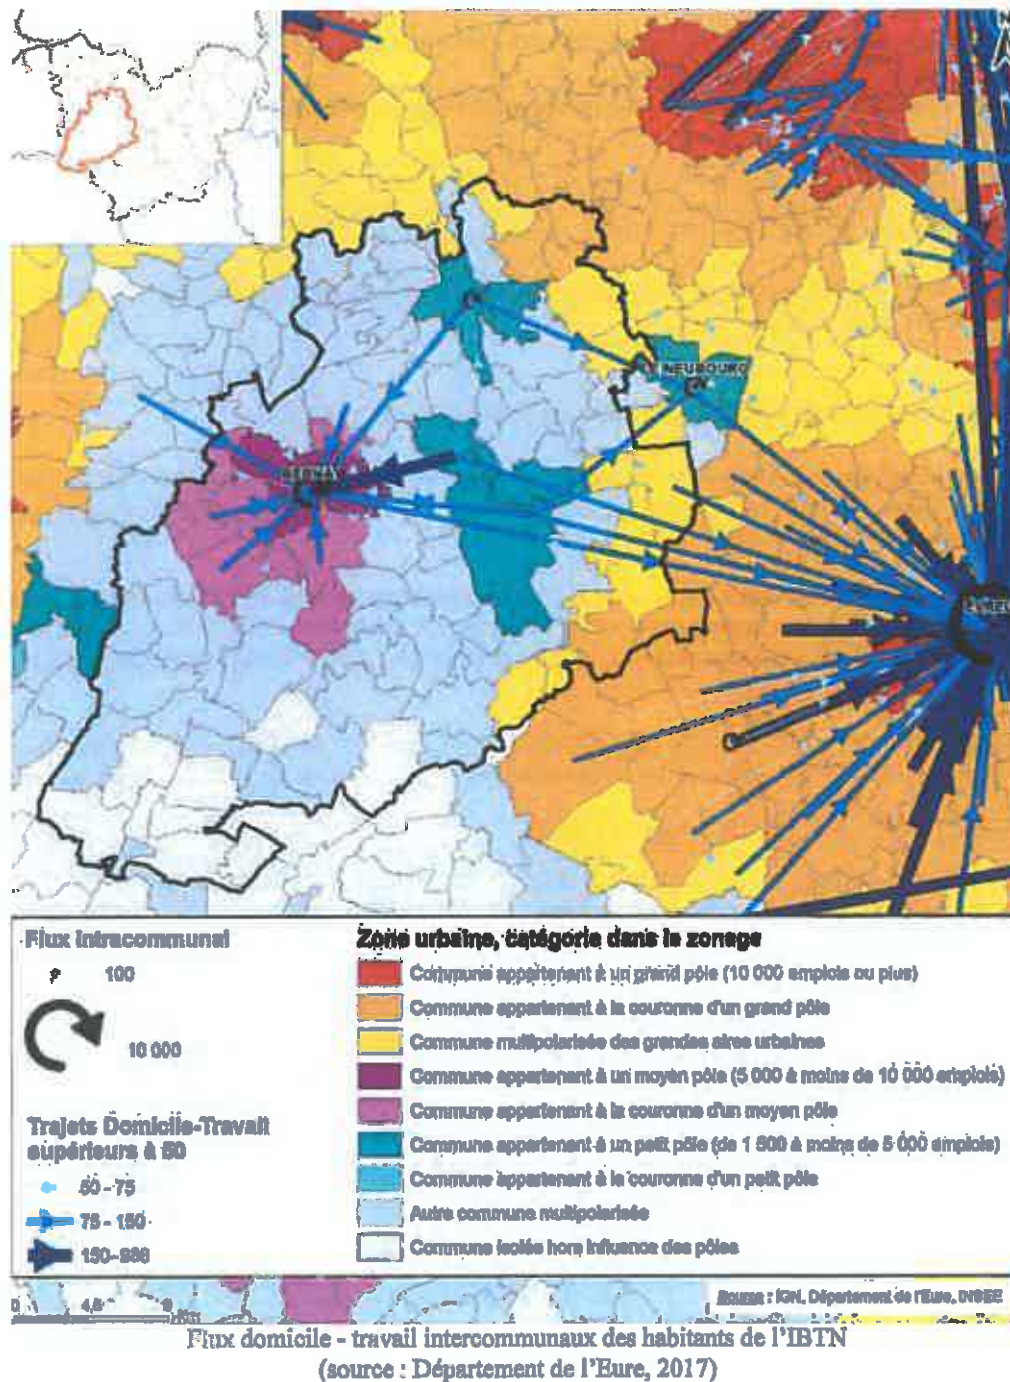 N
LE NEUBOURG
BERNAY
Flux intracommunal
100
10 000
Trajets Domicile-Travail
supérieurs à 50
50 - 75
75 - 150
Zone urbaine, catégorie dans le zonage
Commune appartenant à un grand pôle (10 000 emplois ou plus)
Commune appartenant à la couronne d'un grand pôle
Commune multipolarisée des grandes aires urbaines
Commune appartenant à un moyen pôle (5 000 à moins de 10 000 emplois)
Commune appartenant à la couronne d'un moyen pôle
Commune appartenant à un petit pôle (de 1 500 à moins de 5 000 emplois)
Commune appartenant à la couronne d'un petit pôle
Autre commune multipolarisée
Commune isolée hors influence des pôles
Source : IGN, Département de l'Eure, INSEE
Flux domicile - travail intercommunaux des habitants de l'IBTN
(source : Département de l'Eure, 2017)